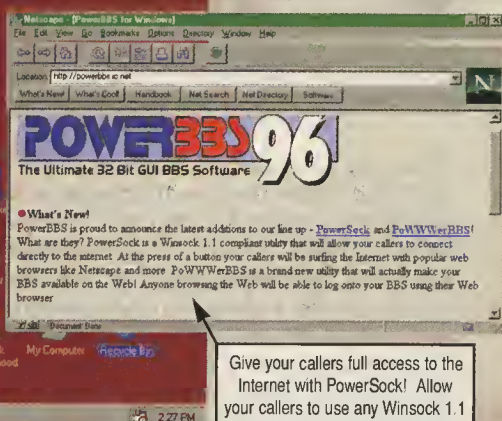 Netscape - [PowerBBS for Windows]
File Edit View Go Bookmarks Options Directory Window Help
Location: http://powerbbs.ic.net
What's New! What's Cool! Handbook Net Search Net Directory Software
N
POWERBBS 96
The Ultimate 32 Bit GUI BBS Software
What's New!
PowerBBS is proud to announce the latest additions to our line up - PowerSock and PoWWWerBBS!
What are they? PowerSock is a Winsock 1.1 compliant utility that will allow your callers to connect
directly to the internet. At the press of a button your callers will be surfing the Internet with popular web
browsers like Netscape and more. PoWWWerBBS is a brand new utility that will actually make your
BBS available on the Web! Anyone browsing the Web will be able to log onto your BBS using their Web
browser
Document: Done
My Computer Recycle Bin
2:27 PM
Give your callers full access to the
Internet with PowerSock! Allow
your callers to use any Winsock 1.1